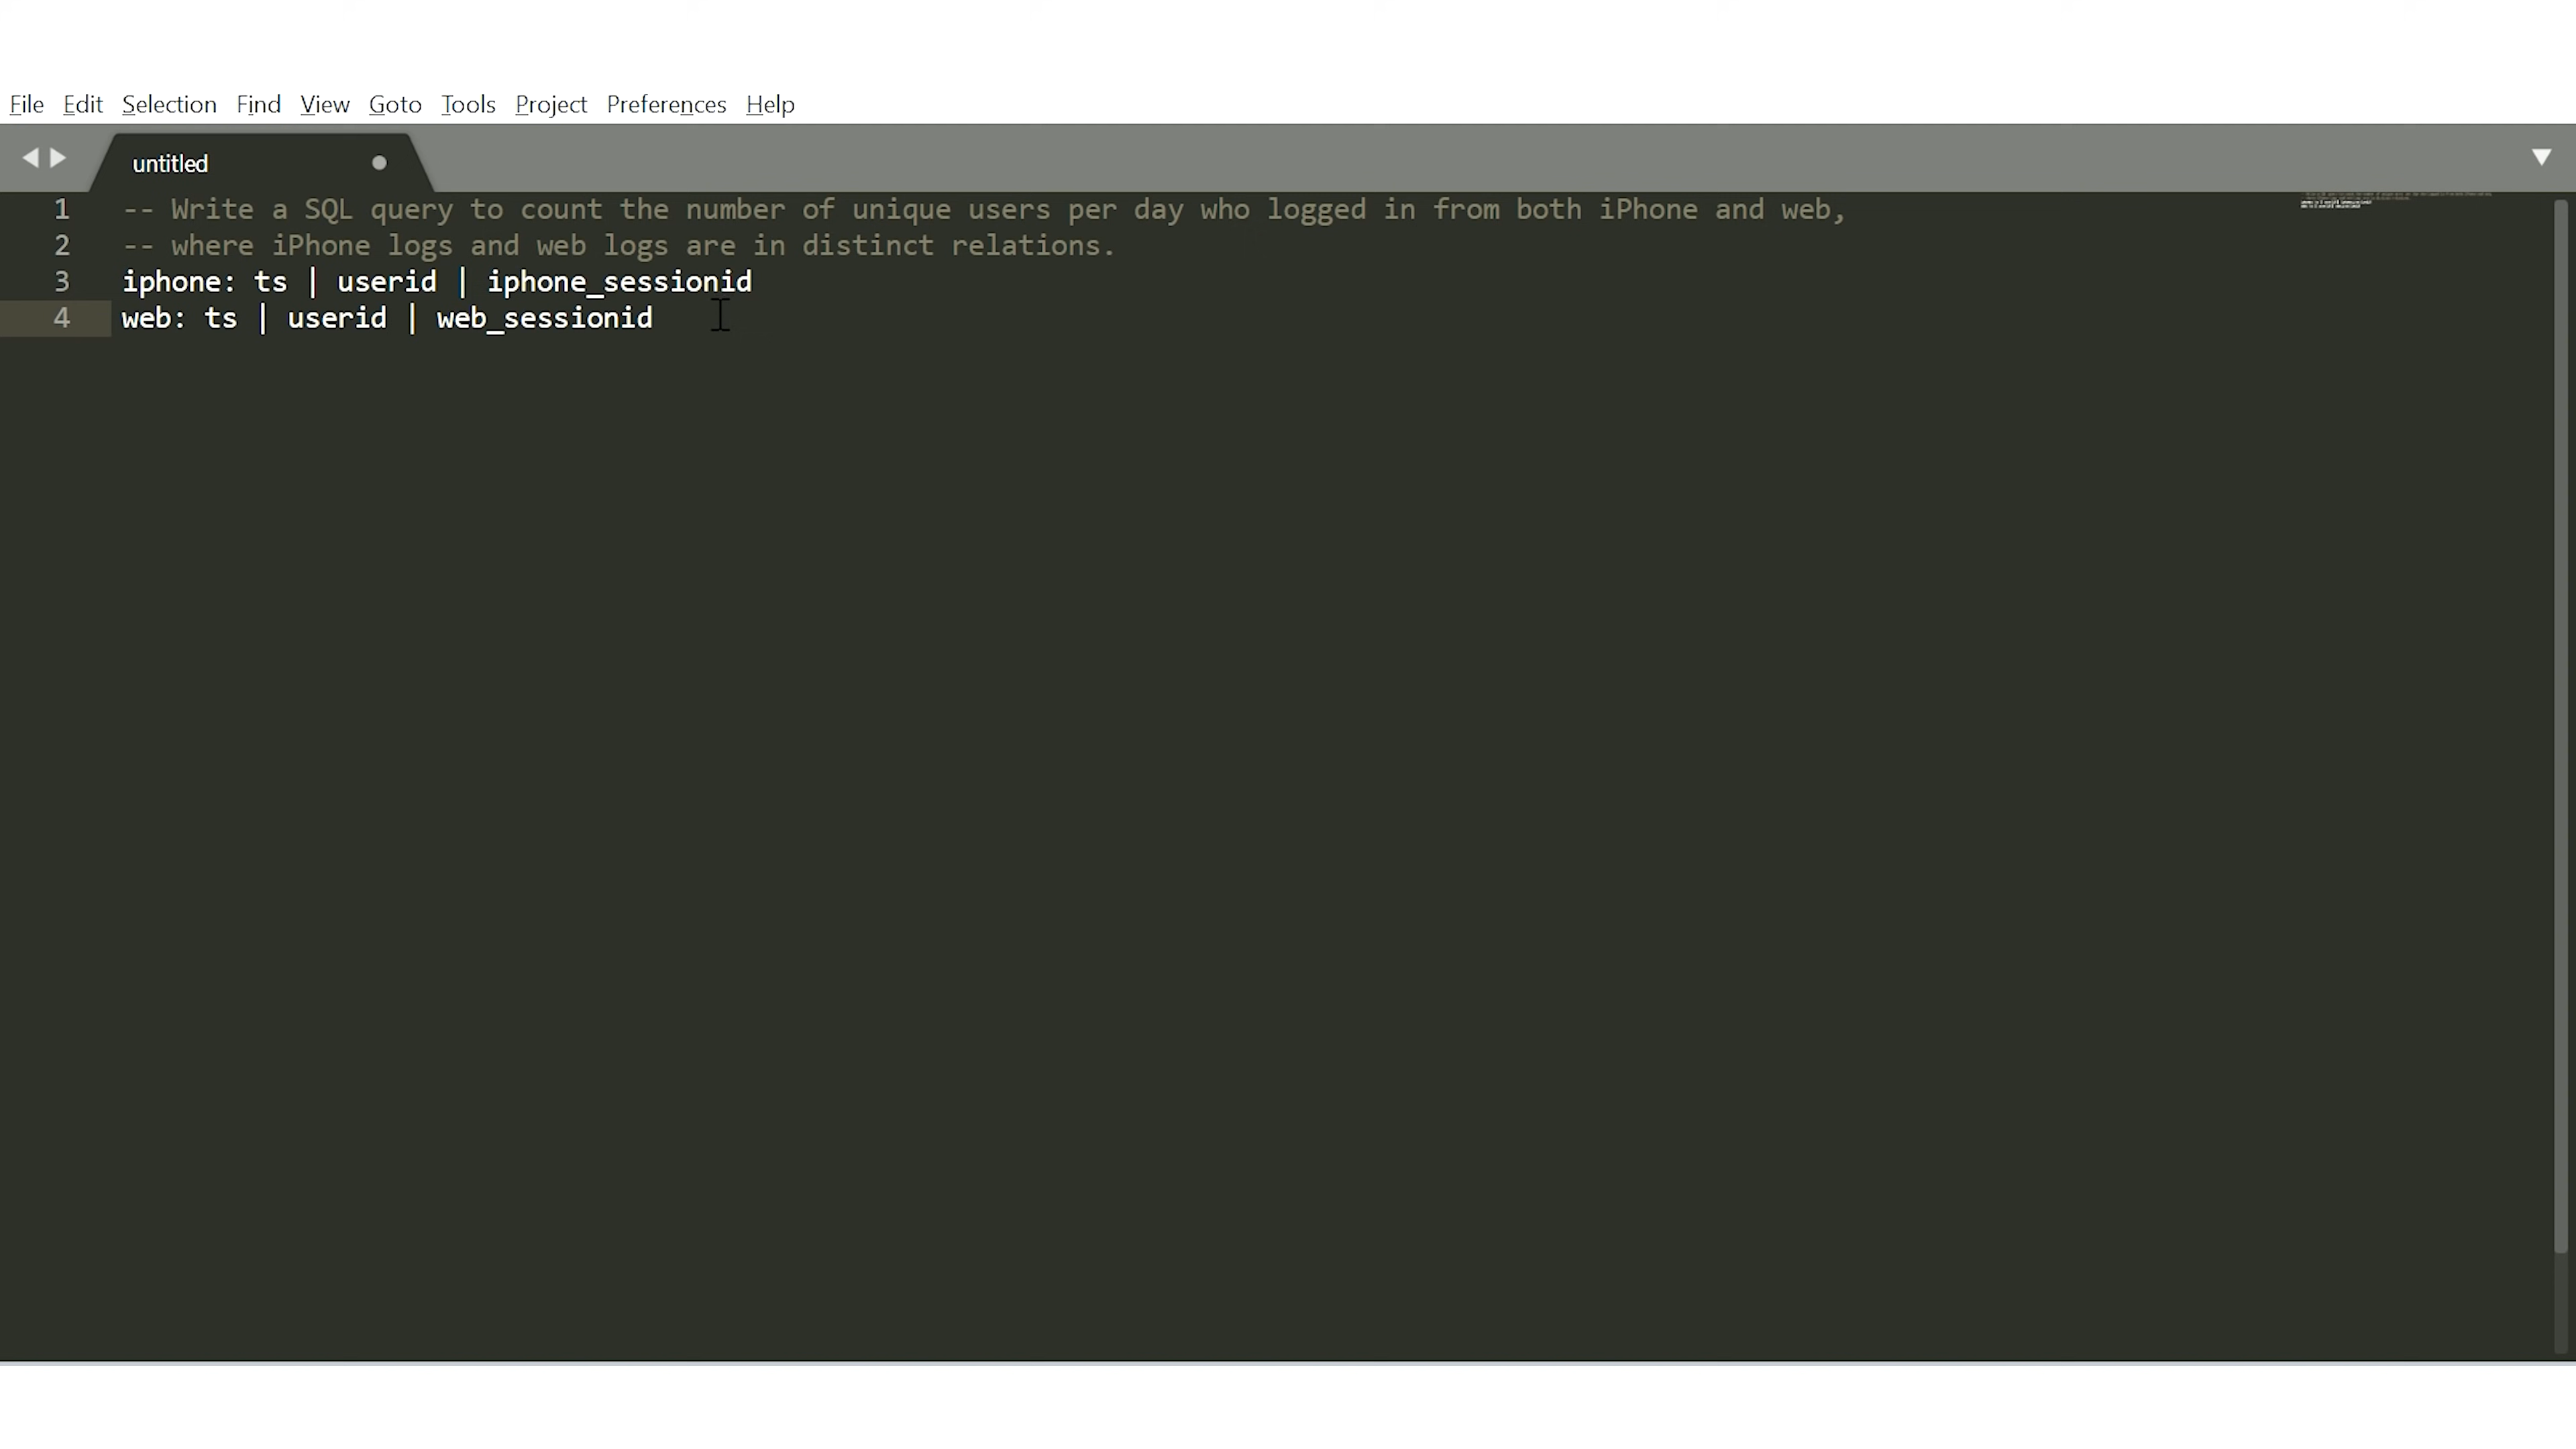 File Edit Selection Find View Goto Tools Project Preferences Help
untitled
1 -- Write a SQL query to count the number of unique users per day who logged in from both iPhone and web,
2 -- where iPhone logs and web logs are in distinct relations.
3 iphone: ts | userid | iphone_sessionid
4 web: ts | userid | web_sessionid